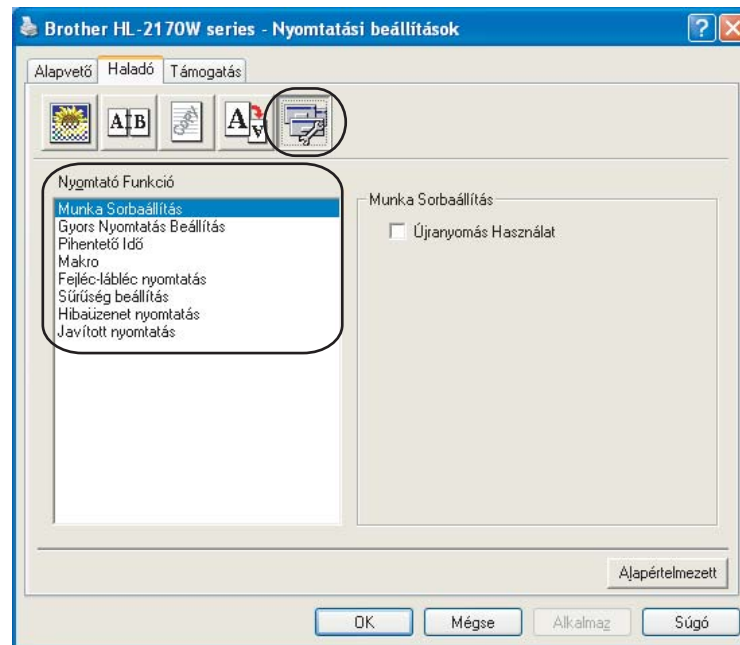 Brother HL-2170W series - Nyomtatási beállítások
Alapvető Haladó Támogatás
A B copy A A
Nyomtató Funkció
Munka Sorbaállítás
Gyors Nyomtatás Beállítás
Pihentető Idő
Makro
Fejléc-lábléc nyomtatás
Sűrűség beállítás
Hibaüzenet nyomtatás
Javított nyomtatás
Munka Sorbaállítás
Újranyomás Használat
Alapértelmezett
OK Mégse Alkalmaz Súgó